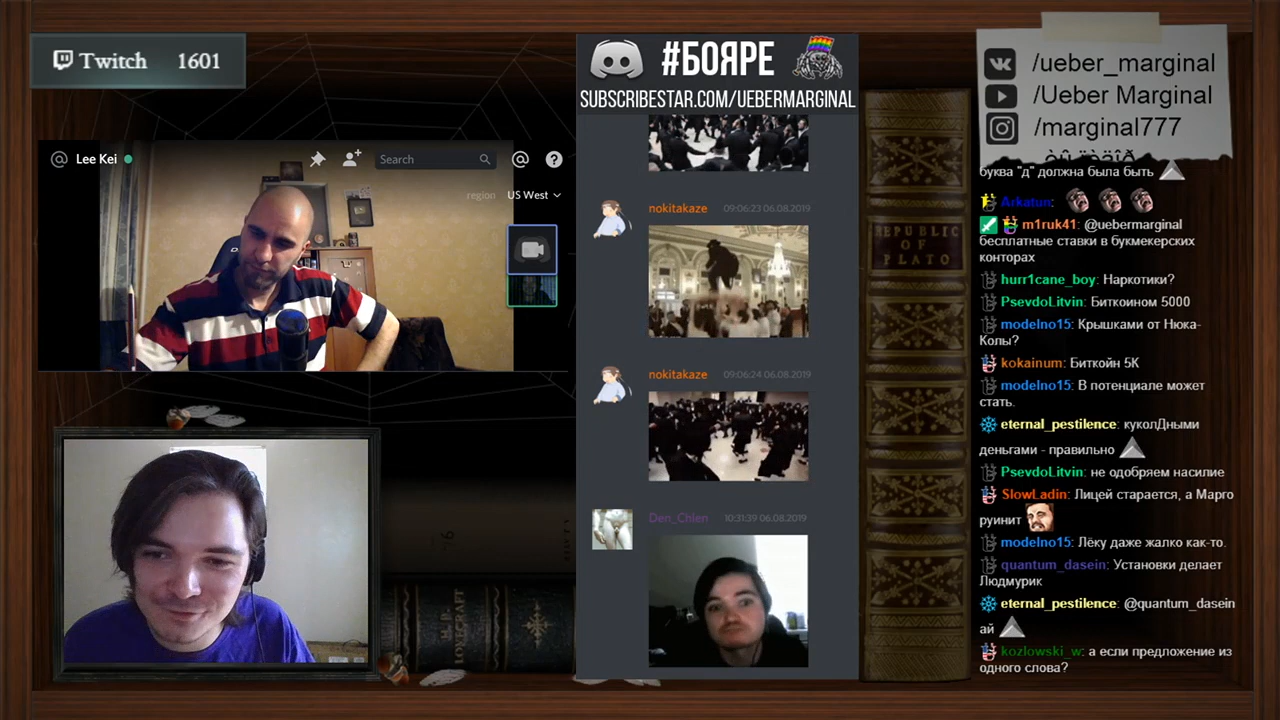 Twitch 1601
@ Lee Kei
Search
@ ?
region US West
#БОЯРЕ
SUBSCRIBESTAR.COM/UEBERMARGINAL
nokitakaze 09:06:23 06.08.2019
nokitakaze 09:06:24 06.08.2019
Den_Chlen 10:31:39 06.08.2019
H. P.
LOVECRAFT
REPUBLIC
OF
PLATO
/ueber_marginal
/Ueber Marginal
/marginal777
буква "д" должна была быть
Arkatun:
m1ruk41: @uebermarginal
бесплатные ставки в букмекерских
конторах
hurr1cane_boy: Наркотики?
PsevdoLitvin: Биткоином 5000
modelno15: Крышками от Нюка-
Колы?
kokainum: Биткойн 5K
modelno15: В потенциале может
стать.
eternal_pestilence: куколДными
деньгами - правильно
PsevdoLitvin: не одобряем насилие
SlowLadin: Лицей старается, а Марго
руинит
modelno15: Лёку даже жалко как-то.
quantum_dasein: Установки делает
Людмурик
eternal_pestilence: @quantum_dasein
ай
kozlowski_w: а если предложение из
одного слова?